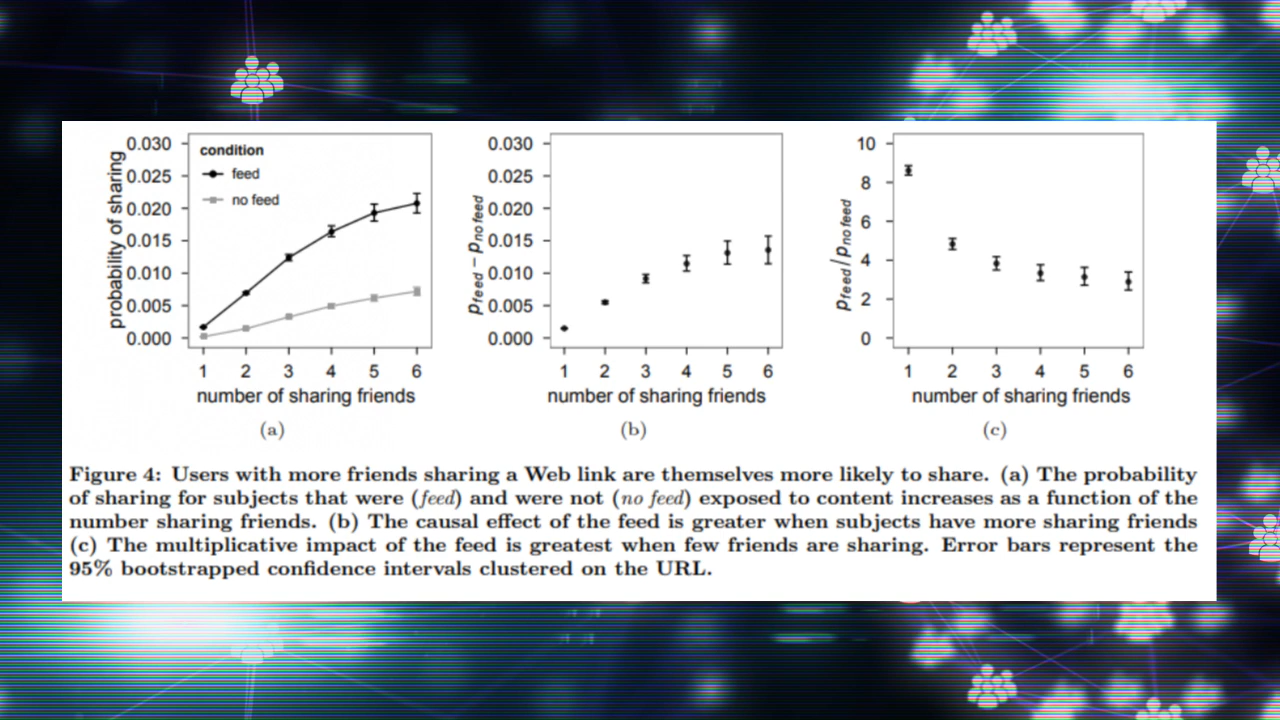 0.030
0.025
0.020
0.015
0.010
0.005
0.000
probability of sharing
condition
feed
no feed
1 2 3 4 5 6
number of sharing friends
(a)
0.030
0.025
0.020
0.015
0.010
0.005
0.000
pfeed − pno feed
1 2 3 4 5 6
number of sharing friends
(b)
10
8
6
4
2
0
pfeed / pno feed
1 2 3 4 5 6
number of sharing friends
(c)
Figure 4: Users with more friends sharing a Web link are themselves more likely to share. (a) The probability
of sharing for subjects that were (feed) and were not (no feed) exposed to content increases as a function of the
number sharing friends. (b) The causal effect of the feed is greater when subjects have more sharing friends
(c) The multiplicative impact of the feed is greatest when few friends are sharing. Error bars represent the
95% bootstrapped confidence intervals clustered on the URL.